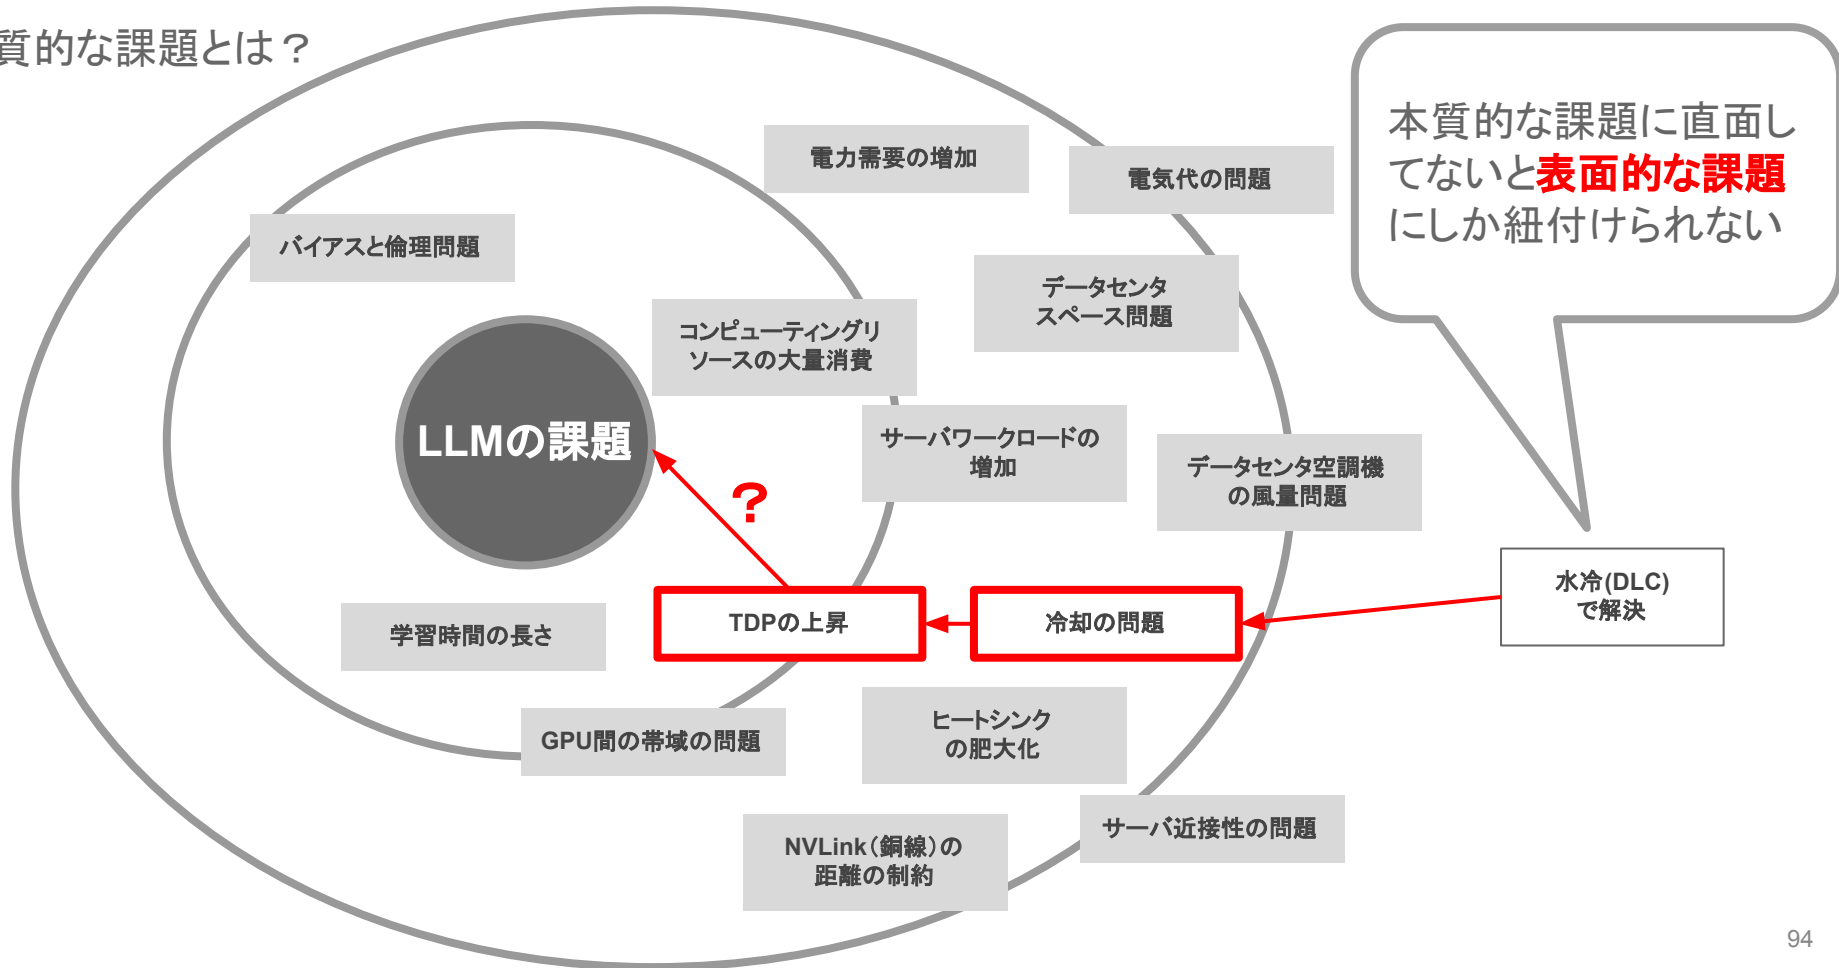 質的な課題とは？
本質的な課題に直面し
てないと表面的な課題
にしか紐付けられない
電力需要の増加
電気代の問題
バイアスと倫理問題
データセンタ
スペース問題
コンピューティングリ
ソースの大量消費
LLMの課題
サーバワークロードの
増加
データセンタ空調機
の風量問題
？
水冷(DLC)
で解決
TDPの上昇
冷却の問題
学習時間の長さ
GPU間の帯域の問題
ヒートシンク
の肥大化
NVLink（銅線）の
距離の制約
サーバ近接性の問題
94